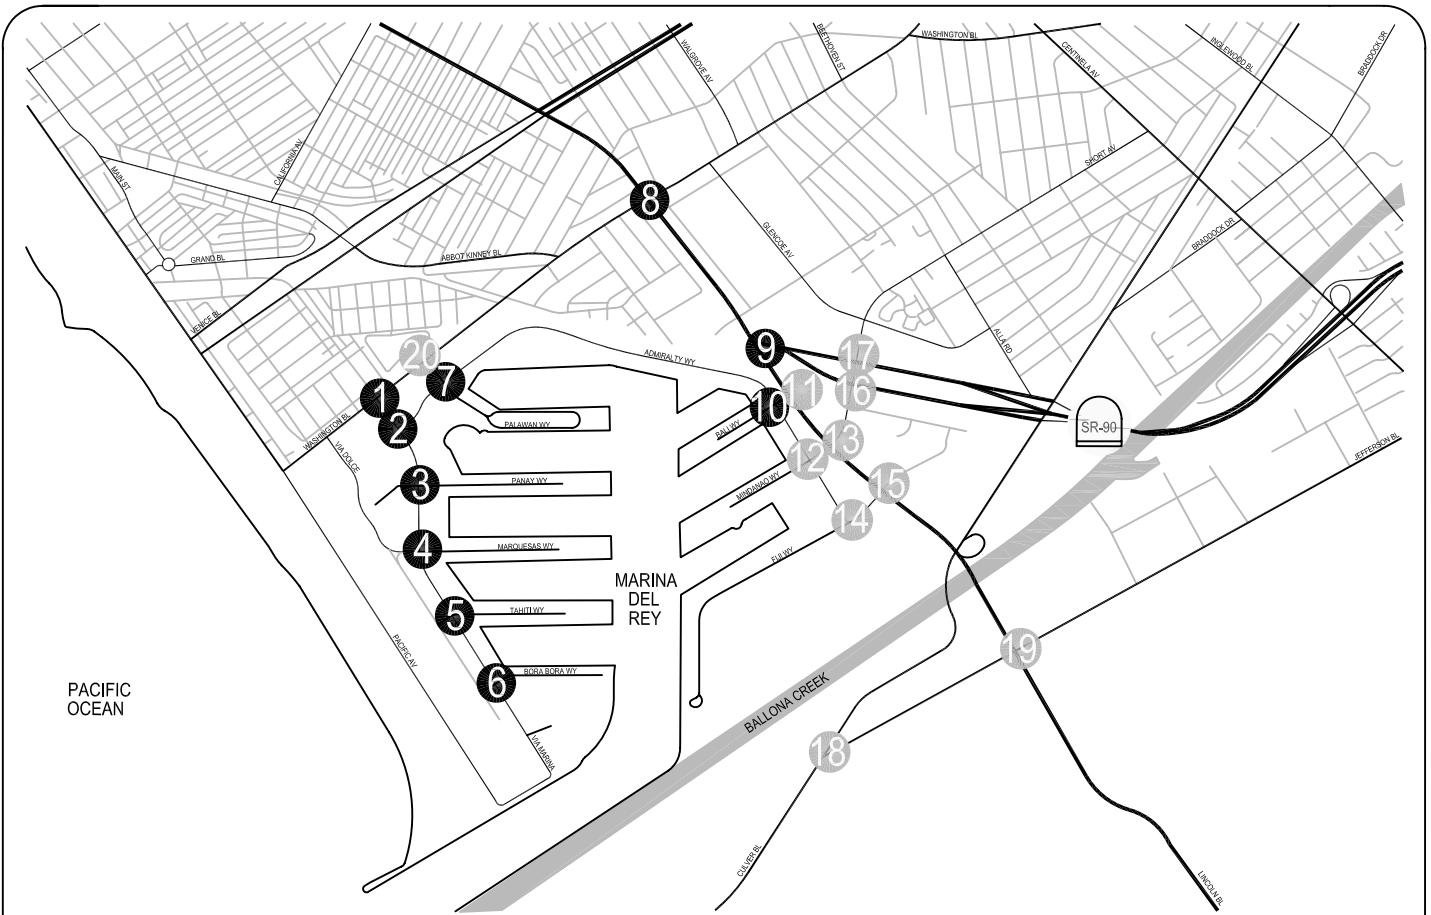 WASHINGTON BL
WALGROVE AV
BEETHOVEN ST
CENTINELA AV
INGLEWOOD BL
BRADDOCK DR
CALIFORNIA AV
MAIN ST
SHORT AV
8
GLENCOE AV
BRADDOCK DR
GRAND BL
ABBOT KINNEY BL
VENICE BL
ALLA RD
20
7
ADMIRALTY WY
9
17
1
11
16
10
2
WASHINGTON BL
PALAWAN WY
BALI WY
SR-90
VIA DOLCE
13
12
JEFFERSON BL
3
PANAY WY
MINDANAO WY
15
14
4
MARQUESAS WY
FIJI WY
MARINA
DEL
REY
5
TAHITI WY
PACIFIC AV
19
6
BORA BORA WY
PACIFIC
OCEAN
BALLONA CREEK
VIA MARINA
18
CULVER BL
LINCOLN BL